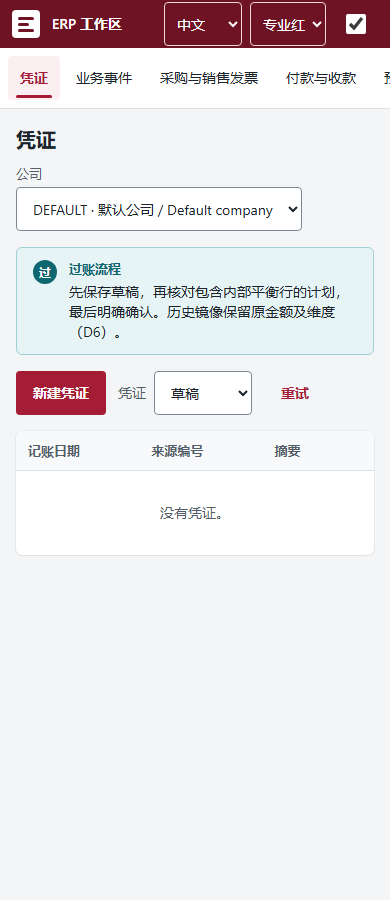 ERP 工作区
中文
专业红
凭证
业务事件
采购与销售发票
付款与收款
凭证
公司
DEFAULT · 默认公司 / Default company
过
过账流程
先保存草稿，再核对包含内部平衡行的计划，
最后明确确认。历史镜像保留原金额及维度
（D6）。
新建凭证
凭证
草稿
重试
记账日期
来源编号
摘要
没有凭证。